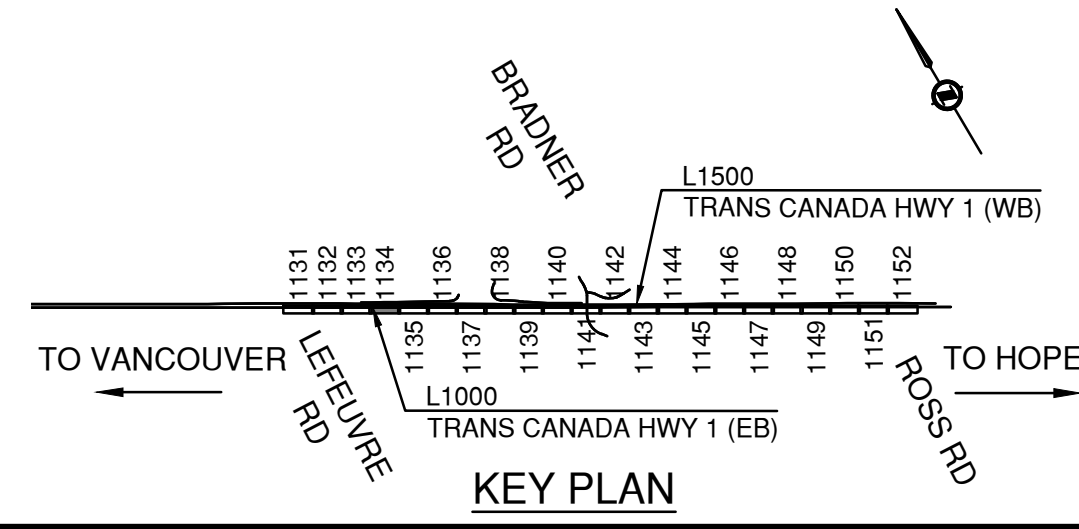 BRADNER
RD
L1500
TRANS CANADA HWY 1 (WB)
1131
1132
1133
1134
1136
1138
1140
1142
1144
1146
1148
1150
1152
1135
1137
1139
1141
1143
1145
1147
1149
1151
TO VANCOUVER
LEFEUVRE
RD
ROSS RD
TO HOPE
L1000
TRANS CANADA HWY 1 (EB)
KEY PLAN